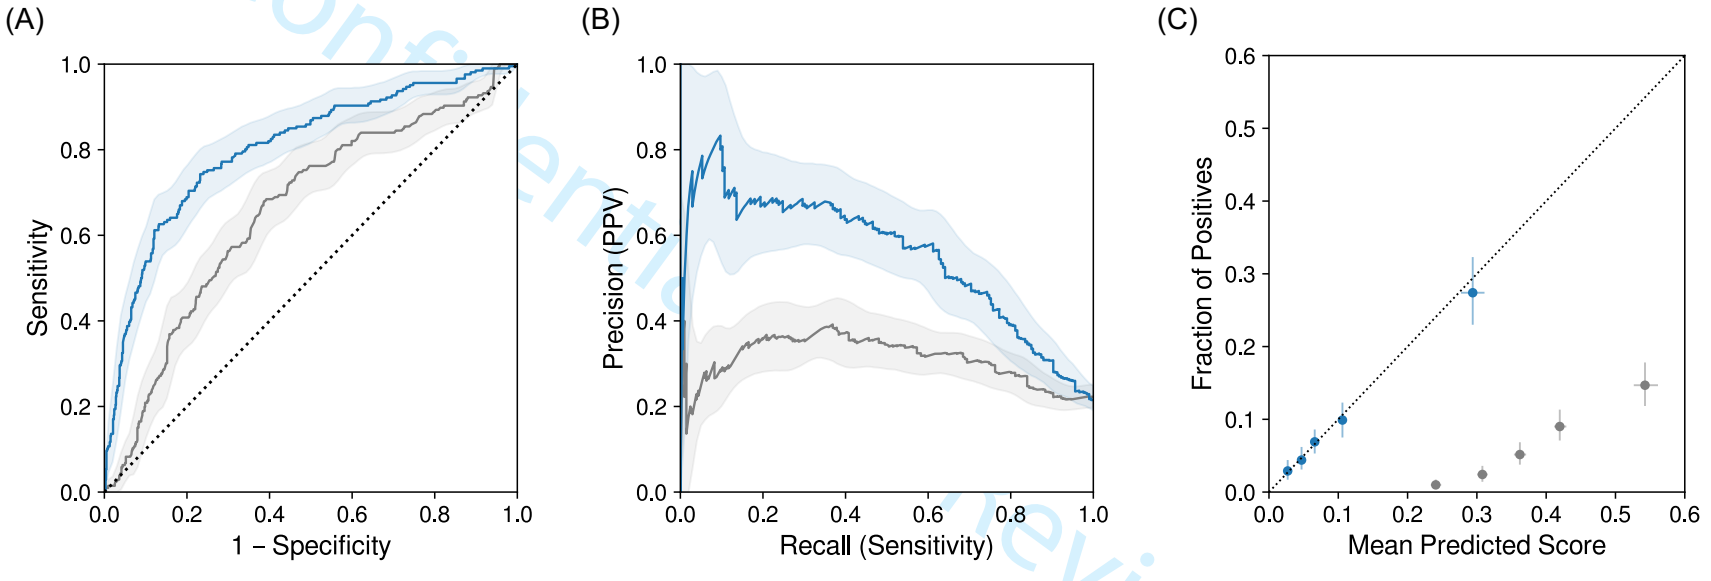 (A)
(B)
(C)
1.0
0.8
0.6
0.4
0.2
0.0
Sensitivity
0.0 0.2 0.4 0.6 0.8 1.0
1 – Specificity
1.0
0.8
0.6
0.4
0.2
0.0
Precision (PPV)
0.0 0.2 0.4 0.6 0.8 1.0
Recall (Sensitivity)
0.6
0.5
0.4
0.3
0.2
0.1
0.0
Fraction of Positives
0.0 0.1 0.2 0.3 0.4 0.5 0.6
Mean Predicted Score